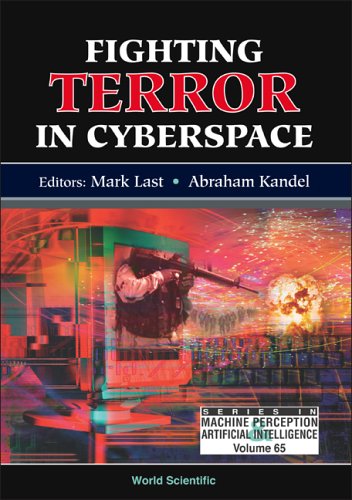 FIGHTING
TERROR
IN CYBERSPACE
Editors: Mark Last • Abraham Kandel
SERIES IN
MACHINE PERCEPTION
ARTIFICIAL INTELLIGENCE
Volume 65
World Scientific